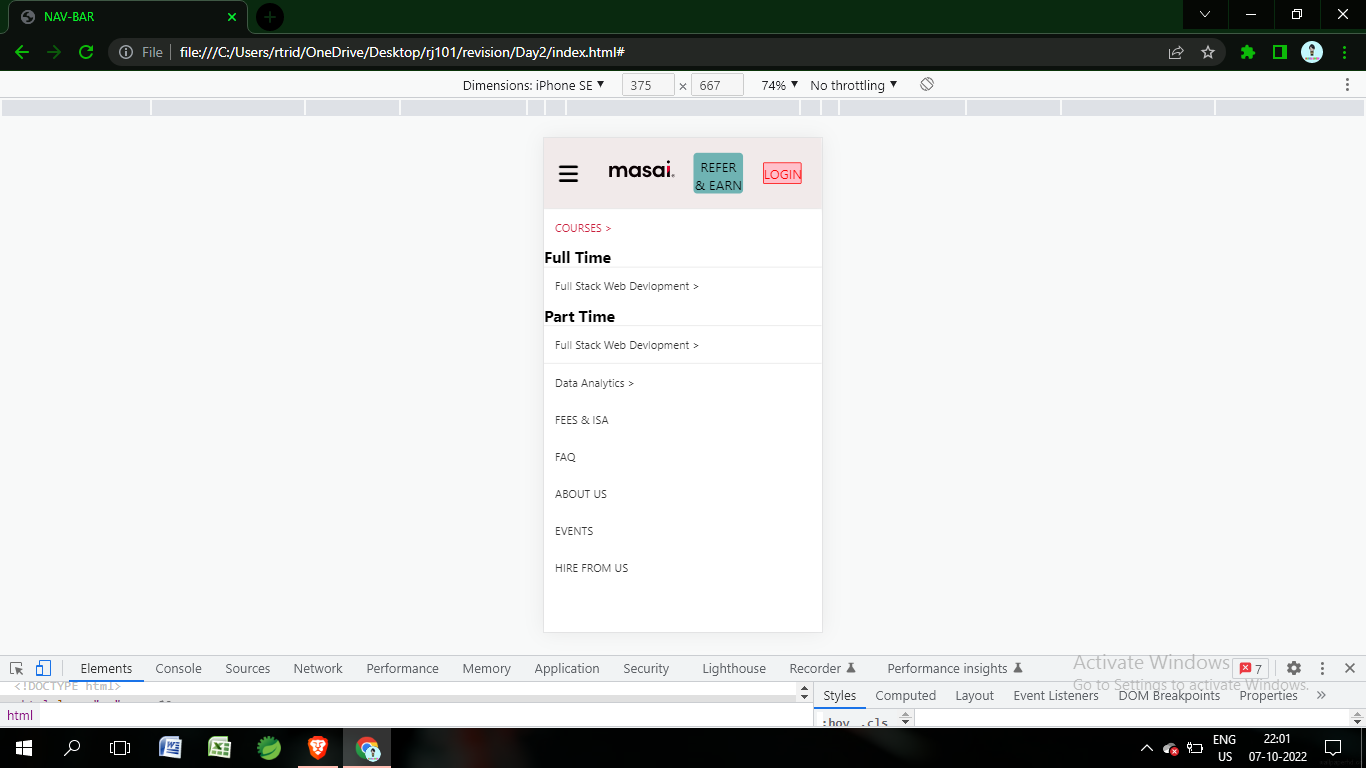 NAV-BAR
File file:///C:/Users/rtrid/OneDrive/Desktop/rj101/revision/Day2/index.html#
Dimensions: iPhone SE 375 × 667 74% No throttling
masai.
REFER
& EARN
LOGIN
COURSES >
Full Time
Full Stack Web Devlopment >
Part Time
Full Stack Web Devlopment >
Data Analytics >
FEES & ISA
FAQ
ABOUT US
EVENTS
HIRE FROM US
Elements Console Sources Network Performance Memory Application Security Lighthouse Recorder Performance insights 7
Activate Windows
Go to Settings to activate Windows.
<!DOCTYPE html>
html
Styles Computed Layout Event Listeners DOM Breakpoints Properties »
:hov .cls
ENG
US
22:01
07-10-2022